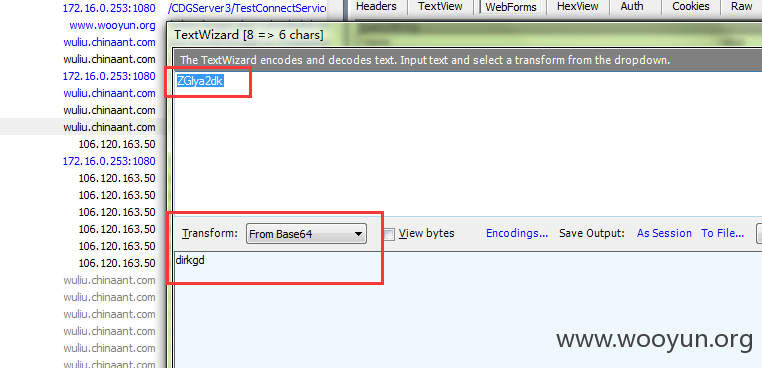 172.16.0.253:1080 /CDGServer3/TestConnectService
Headers TextView WebForms HexView Auth Cookies Raw
www.wooyun.org
wuliu.chinaant.com
TextWizard [8 => 6 chars]
wuliu.chinaant.com
The TextWizard encodes and decodes text. Input text and select a transform from the dropdown.
172.16.0.253:1080
ZGlya2dk
wuliu.chinaant.com
wuliu.chinaant.com
wuliu.chinaant.com
106.120.163.50
172.16.0.253:1080
106.120.163.50
106.120.163.50
106.120.163.50
106.120.163.50
Transform: From Base64 View bytes Encodings... Save Output: As Session To File...
106.120.163.50
dirkgd
106.120.163.50
wuliu.chinaant.com
wuliu.chinaant.com
wuliu.chinaant.com
wuliu.chinaant.com
www.wooyun.org
wuliu.chinaant.com
wuliu.chinaant.com